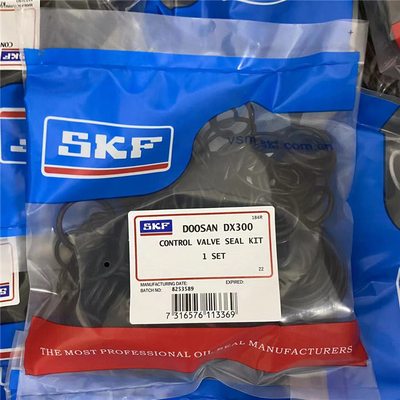 SKF
184R
SKF
DOOSAN DX300
CONTROL VALVE SEAL KIT
1 SET
22
MANUFACTURING DATE:
EXPIRED:
BATCH NO:
8253589
7 316576 113369
THE MOST PROFESSIONAL OIL SEAL MANUFACTURERS